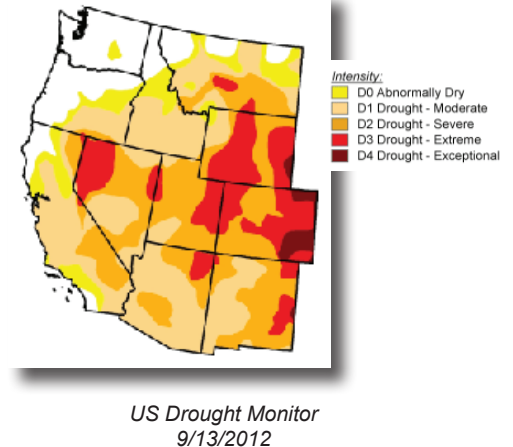 Intensity:
D0 Abnormally Dry
D1 Drought - Moderate
D2 Drought - Severe
D3 Drought - Extreme
D4 Drought - Exceptional
US Drought Monitor
9/13/2012